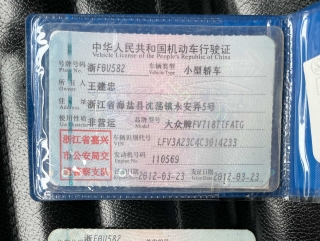 中华人民共和国机动车行驶证
Vehicle License of the People's Republic of China
号牌号码 浙FBU582 车辆类型 小型轿车
Plate No. Vehicle Type
所有人 王建忠
Owner
住址 浙江省海盐县沈荡镇永安弄5号
Address
使用性质 非营运 品牌型号 大众牌FV7187TFATG
Use Character Model
浙江省嘉兴 车辆识别代号 LFV3A23C4C3014233
VIN
市公安局交 发动机号码 110569
Engine No.
警察支队 注册日期 2012-03-23 发证日期 2012-03-23
浙FBU582